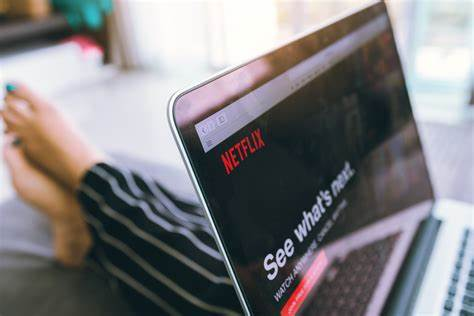 NETFLIX
See what's next.
WATCH ANYWHERE. CANCEL ANYTIME.